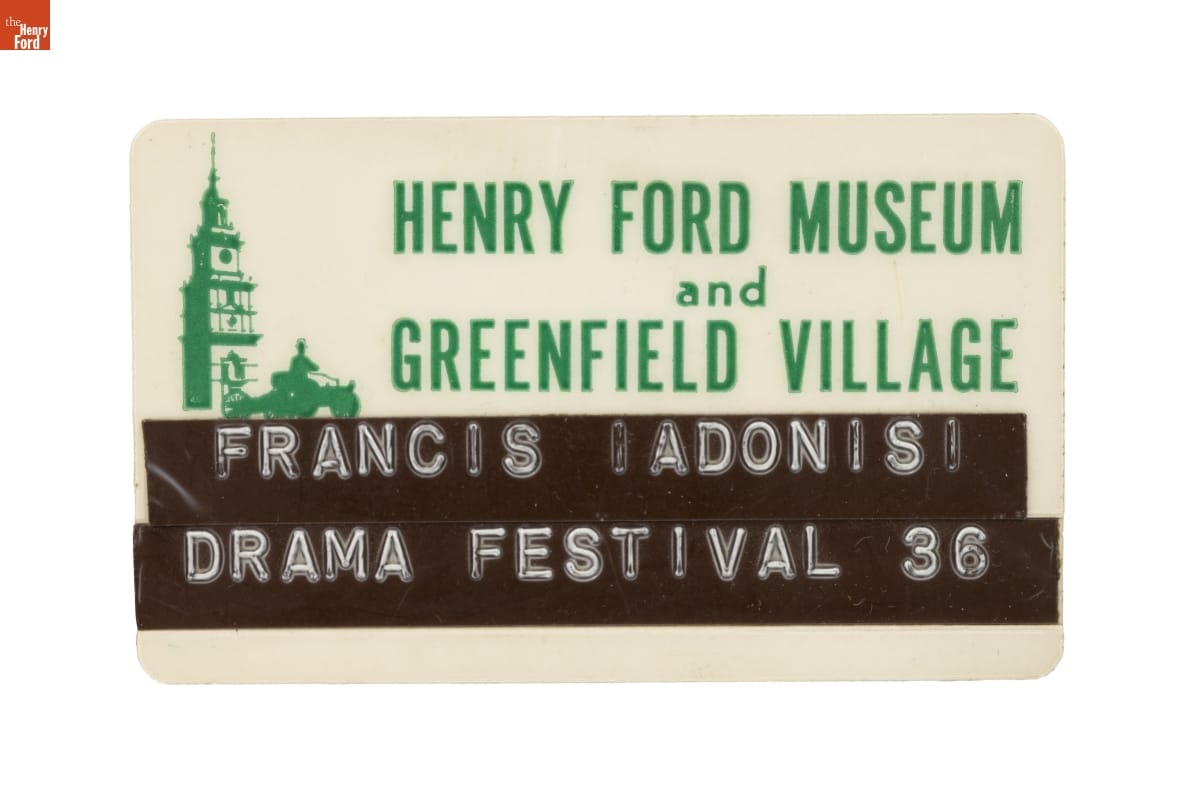 the
Henry
Ford
HENRY FORD MUSEUM
and
GREENFIELD VILLAGE
FRANCIS IADONISI
DRAMA FESTIVAL 36